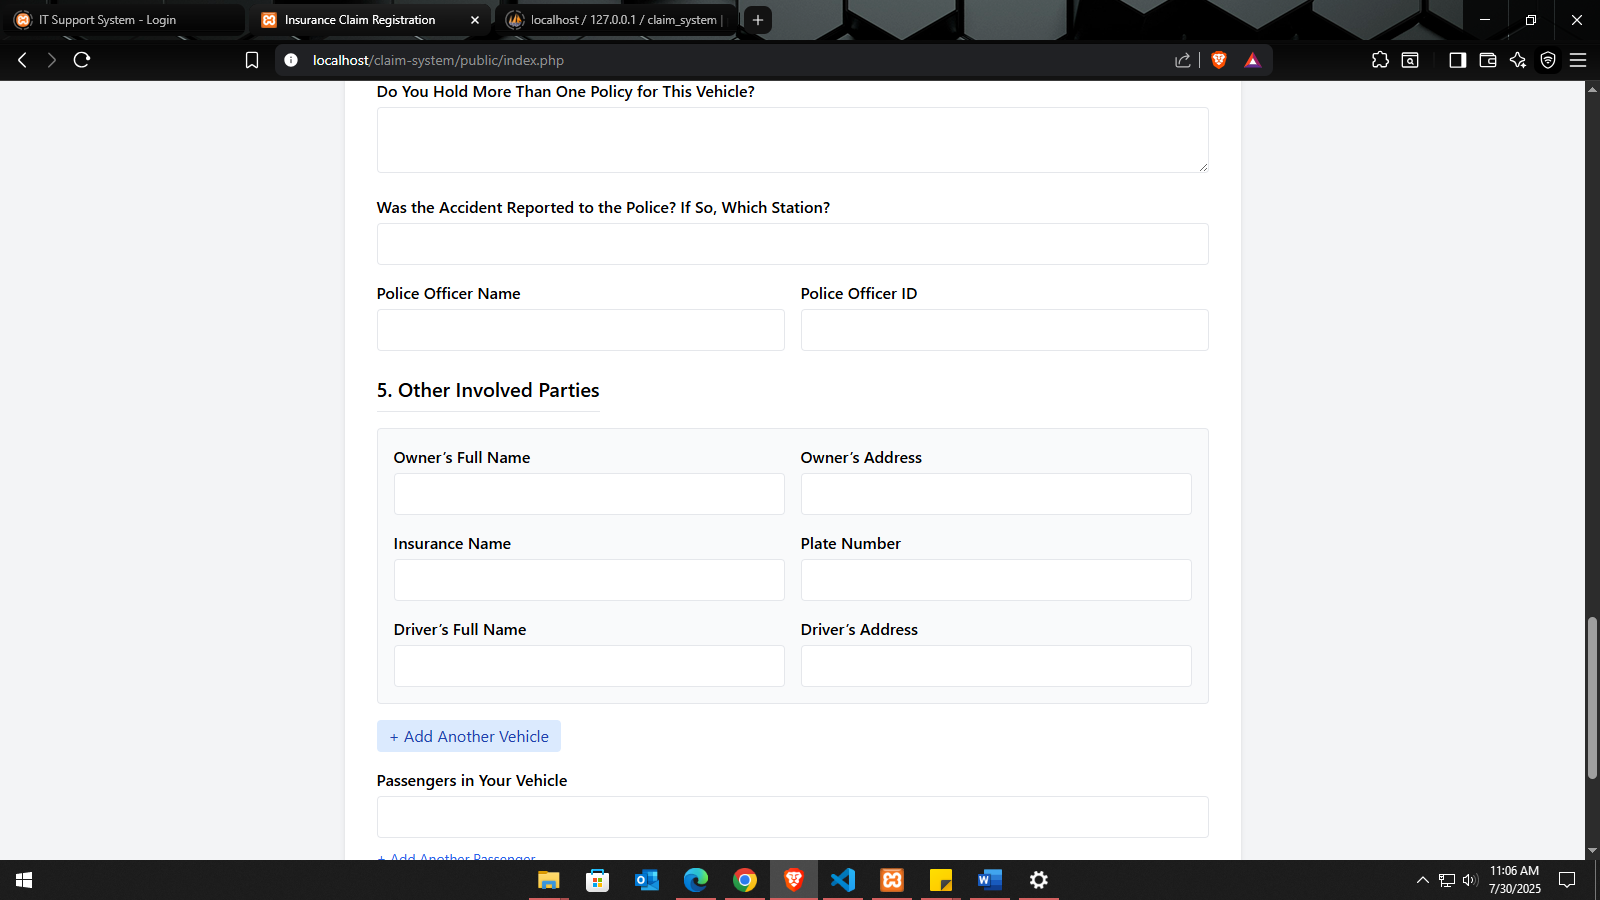 IT Support System - Login
Insurance Claim Registration
localhost / 127.0.0.1 / claim_system |
localhost/claim-system/public/index.php
Do You Hold More Than One Policy for This Vehicle?
Was the Accident Reported to the Police? If So, Which Station?
Police Officer Name
Police Officer ID
5. Other Involved Parties
Owner's Full Name
Owner's Address
Insurance Name
Plate Number
Driver's Full Name
Driver's Address
+ Add Another Vehicle
Passengers in Your Vehicle
+ Add Another Passenger
11:06 AM
7/30/2025